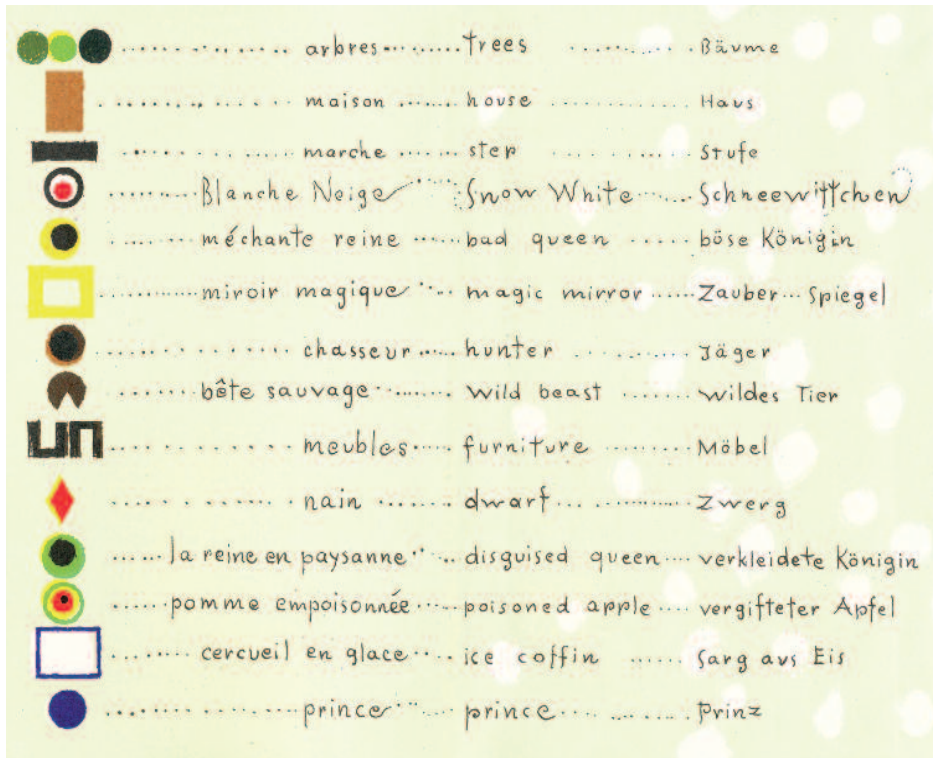 arbres trees Bäume
maison house Haus
marche step Stufe
Blanche Neige Snow White Schneewittchen
méchante reine bad queen böse Königin
miroir magique magic mirror Zauber Spiegel
chasseur hunter Jäger
bête sauvage wild beast wildes Tier
meubles furniture Möbel
nain dwarf Zwerg
la reine en paysanne disguised queen verkleidete Königin
pomme empoisonnée poisoned apple vergifteter Apfel
cercueil en glace ice coffin Sarg aus Eis
prince prince Prinz